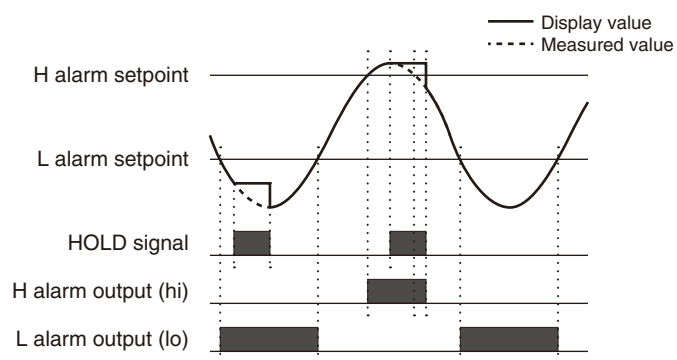 Display value
Measured value
H alarm setpoint
L alarm setpoint
HOLD signal
H alarm output (hi)
L alarm output (lo)